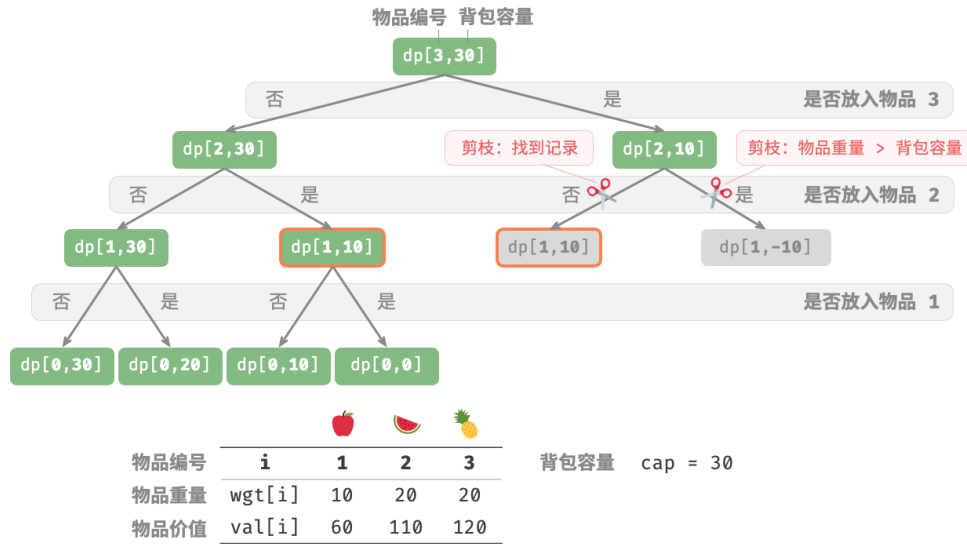 物品编号 背包容量
dp[3,30]
否 是 是否放入物品 3
dp[2,30] 剪枝：找到记录 dp[2,10] 剪枝：物品重量 > 背包容量
否 是 否 是 是否放入物品 2
dp[1,30] dp[1,10] dp[1,10] dp[1,-10]
否 是 否 是 是否放入物品 1
dp[0,30] dp[0,20] dp[0,10] dp[0,0]
物品编号 i 1 2 3 背包容量 cap = 30
物品重量 wgt[i] 10 20 20
物品价值 val[i] 60 110 120